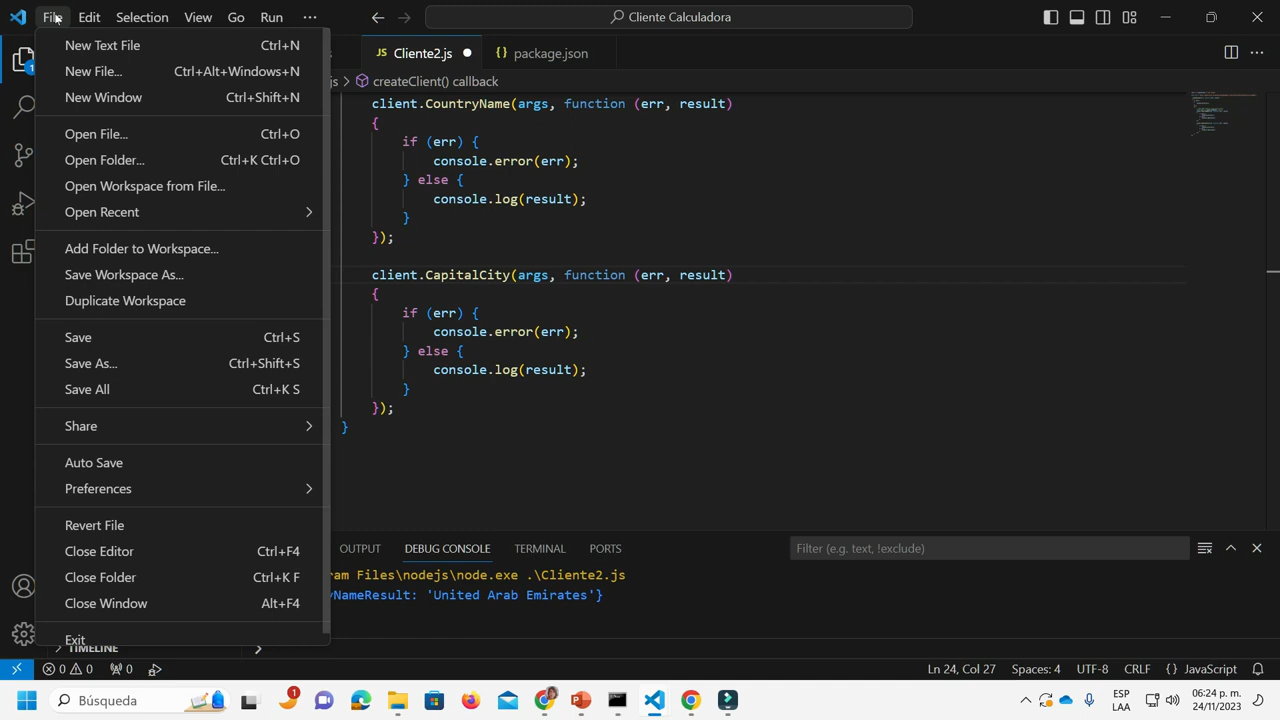 File Edit Selection View Go Run ··· Cliente Calculadora
New Text File Ctrl+N
New File... Ctrl+Alt+Windows+N
New Window Ctrl+Shift+N
Open File... Ctrl+O
Open Folder... Ctrl+K Ctrl+O
Open Workspace from File...
Open Recent
Add Folder to Workspace...
Save Workspace As...
Duplicate Workspace
Save Ctrl+S
Save As... Ctrl+Shift+S
Save All Ctrl+K S
Share
Auto Save
Preferences
Revert File
Close Editor Ctrl+F4
Close Folder Ctrl+K F
Close Window Alt+F4
Exit
TIMELINE
1
JS Cliente2.js {} package.json
js > createClient() callback
client.CountryName(args, function (err, result)
{
if (err) {
console.error(err);
} else {
console.log(result);
}
});
client.CapitalCity(args, function (err, result)
{
if (err) {
console.error(err);
} else {
console.log(result);
}
});
}
OUTPUT DEBUG CONSOLE TERMINAL PORTS Filter (e.g. text, !exclude)
ram Files\nodejs\node.exe .\Cliente2.js
yNameResult: 'United Arab Emirates'}
0 0 0 Ln 24, Col 27 Spaces: 4 UTF-8 CRLF {} JavaScript
Búsqueda 1 ESP LAA 06:24 p. m. 24/11/2023